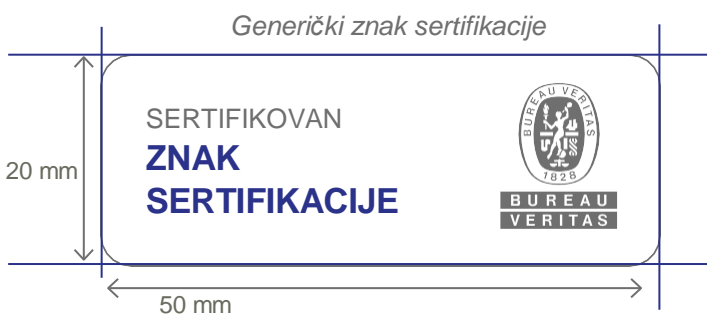 Generički znak sertifikacije
SERTIFIKOVAN
ZNAK
SERTIFIKACIJE
20 mm
BUREAU VERITAS
1828
BUREAU
VERITAS
50 mm